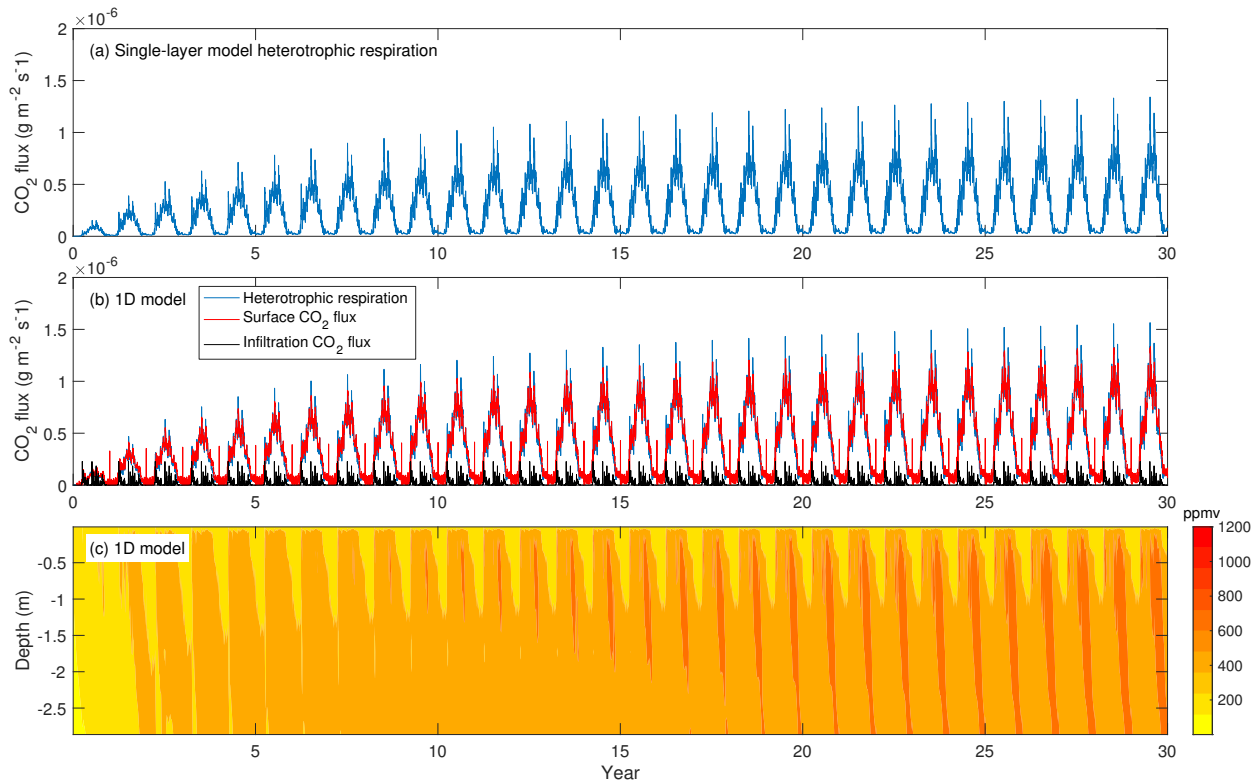 ×10⁻⁶
2
(a) Single-layer model heterotrophic respiration
1.5
1
0.5
0
CO₂ flux (g m⁻² s⁻¹)
0 5 10 15 20 25 30
×10⁻⁶
2
(b) 1D model
Heterotrophic respiration
Surface CO₂ flux
Infiltration CO₂ flux
1.5
1
0.5
0
CO₂ flux (g m⁻² s⁻¹)
0 5 10 15 20 25 30
(c) 1D model
-0.5
-1
-1.5
-2
-2.5
Depth (m)
5 10 15 20 25 30
Year
ppmv
1200
1000
800
600
400
200